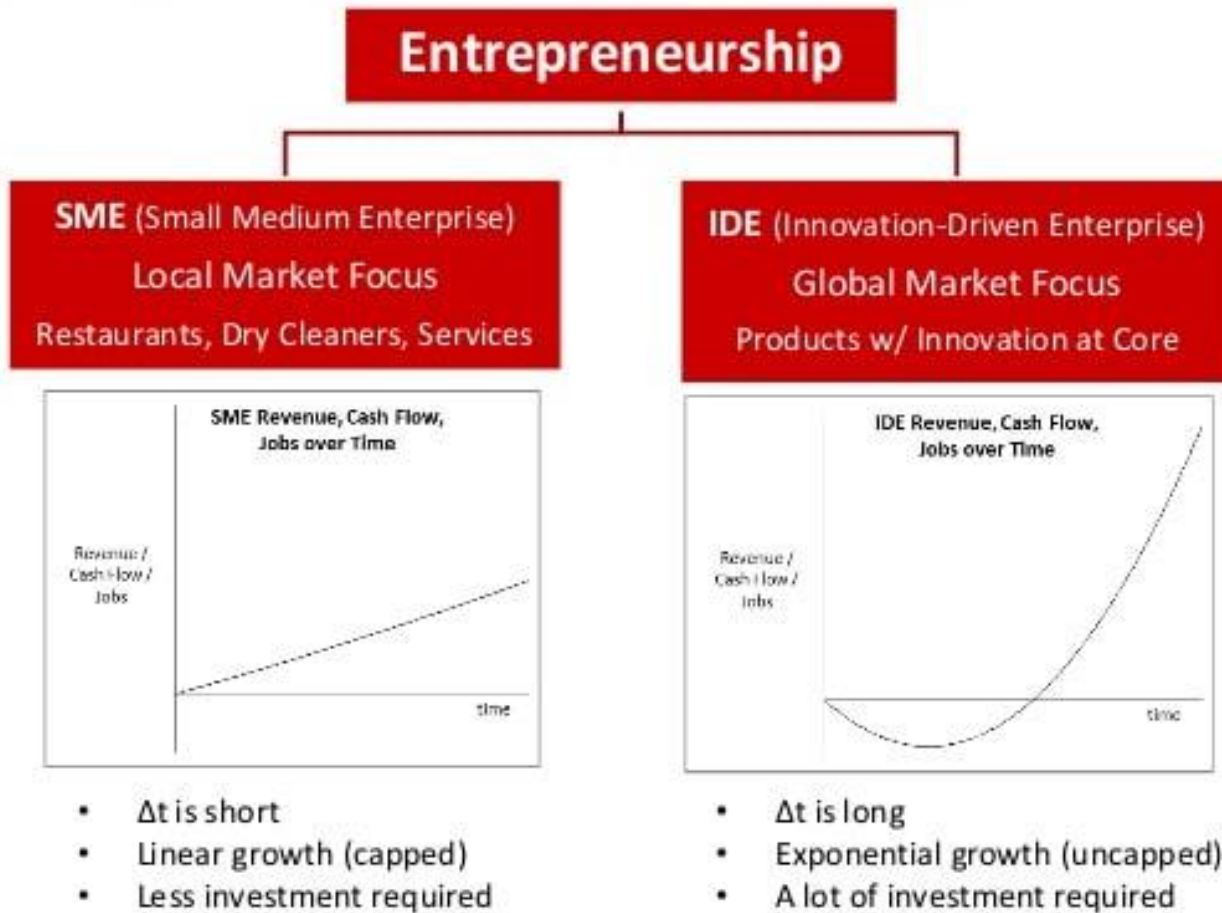 Entrepreneurship
SME (Small Medium Enterprise)
Local Market Focus
Restaurants, Dry Cleaners, Services
SME Revenue, Cash Flow,
Jobs over Time
Revenue /
Cash Flow /
Jobs
time
• Δt is short
• Linear growth (capped)
• Less investment required
IDE (Innovation-Driven Enterprise)
Global Market Focus
Products w/ Innovation at Core
IDE Revenue, Cash Flow,
Jobs over Time
Revenue /
Cash Flow /
Jobs
time
• Δt is long
• Exponential growth (uncapped)
• A lot of investment required